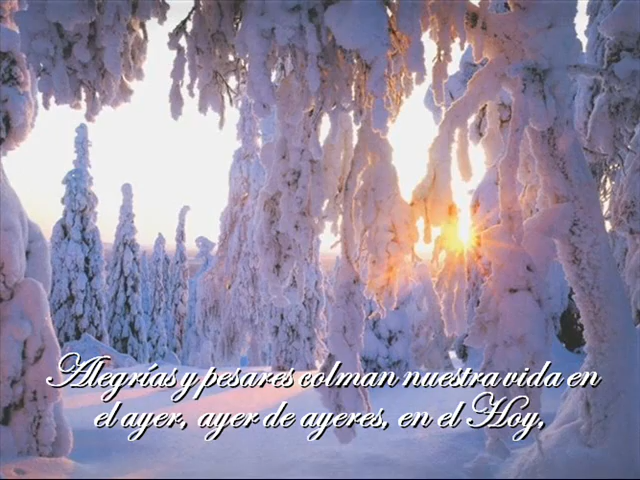 Alegrías y pesares colman nuestra vida en
el ayer, ayer de ayeres, en el Hoy,